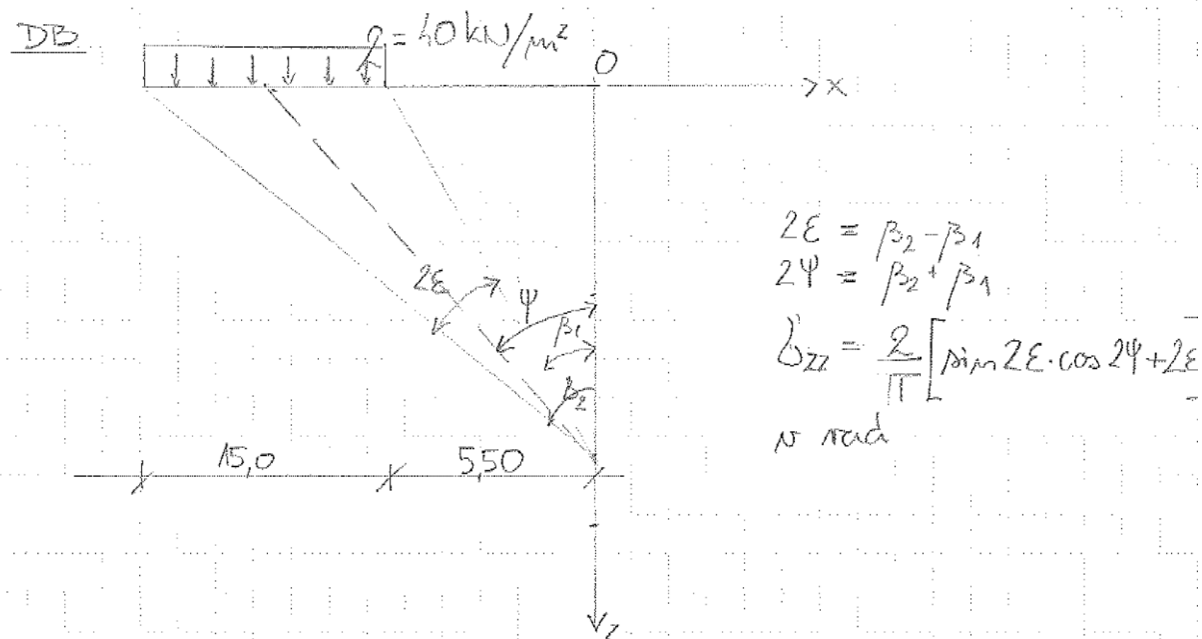 DB
q = 40 kN/m²
0
x
2ε = β₂ - β₁
2Ψ = β₂ + β₁
2ε
Ψ
β₁
σzz = q/π [sin 2ε · cos 2Ψ + 2ε]
β₂
w rad
15,0
5,50
z